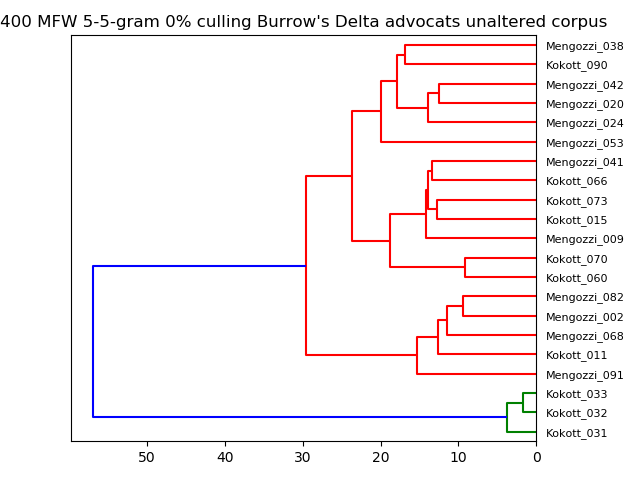 400 MFW 5-5-gram 0% culling Burrow's Delta advocats unaltered corpus
Mengozzi_038
Kokott_090
Mengozzi_042
Mengozzi_020
Mengozzi_024
Mengozzi_053
Mengozzi_041
Kokott_066
Kokott_073
Kokott_015
Mengozzi_009
Kokott_070
Kokott_060
Mengozzi_082
Mengozzi_002
Mengozzi_068
Kokott_011
Mengozzi_091
Kokott_033
Kokott_032
Kokott_031
50 40 30 20 10 0